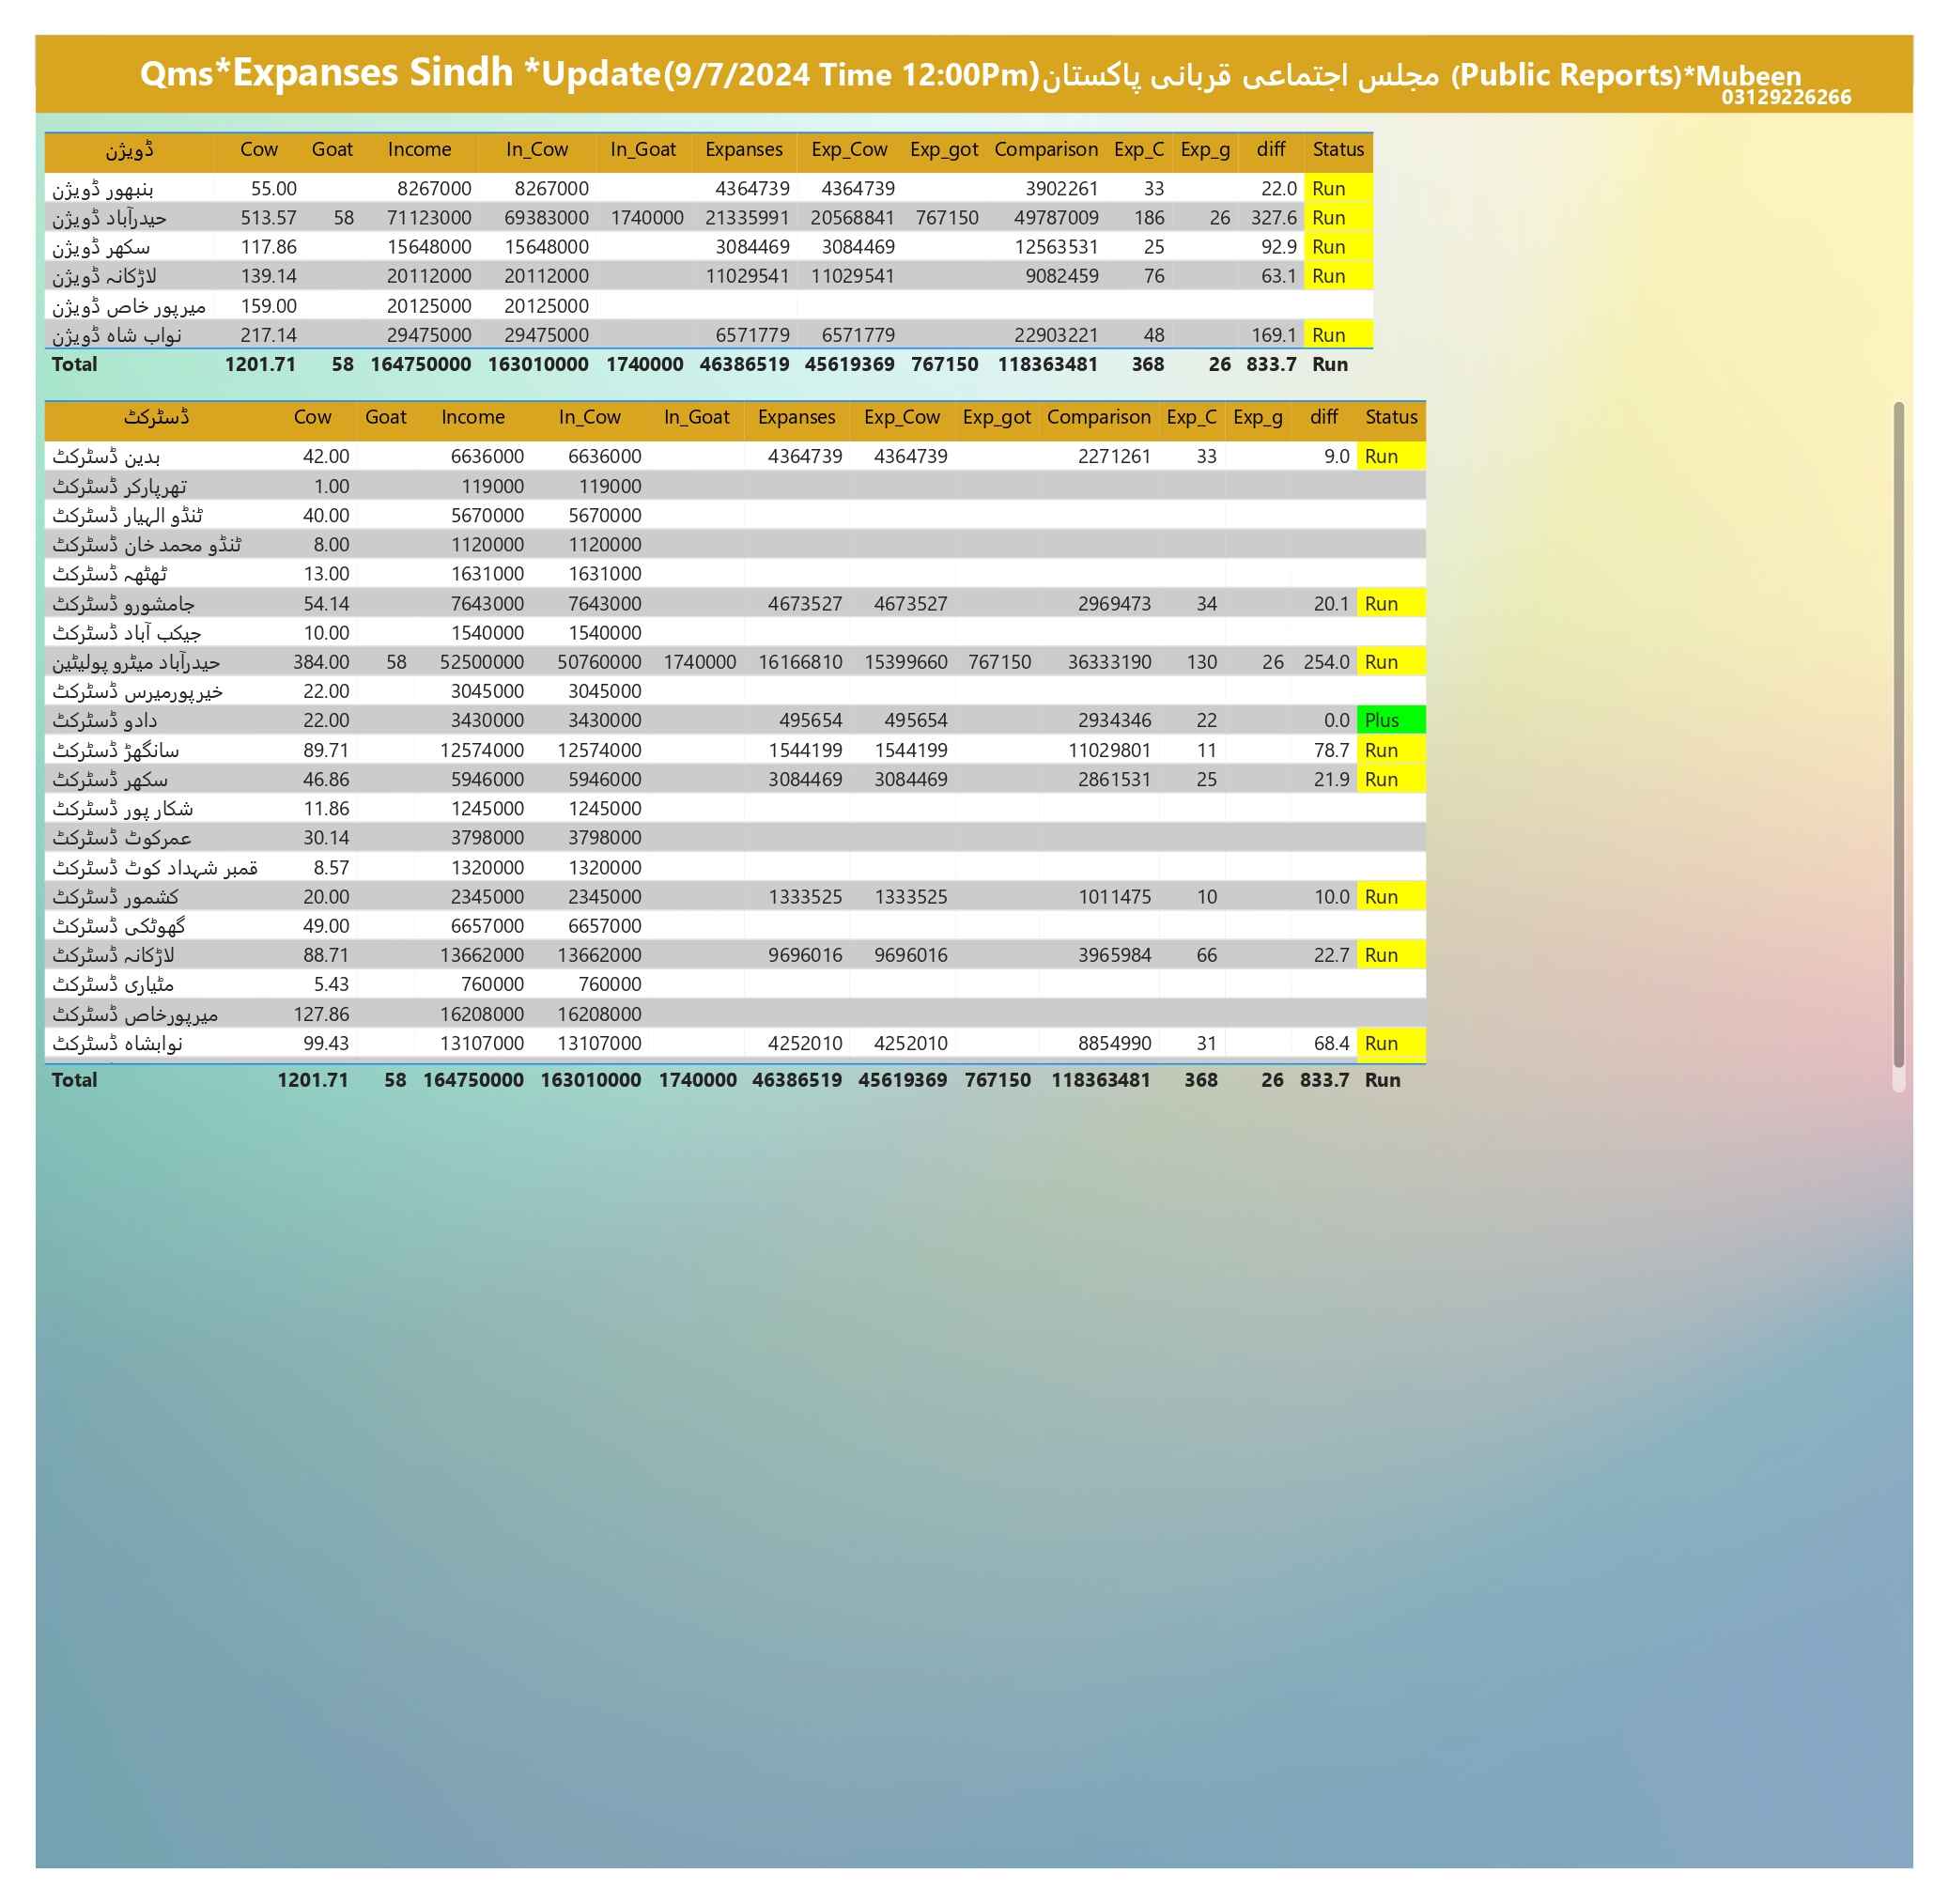 Qms*Expanses Sindh *Update(9/7/2024 Time 12:00Pm)مجلس اجتماعی قربانی پاکستان (Public Reports)*Mubeen
03129226266
ڈویژن Cow Goat Income In_Cow In_Goat Expanses Exp_Cow Exp_got Comparison Exp_C Exp_g diff Status
بنبھور ڈویژن 55.00 8267000 8267000 4364739 4364739 3902261 33 22.0 Run
حیدرآباد ڈویژن 513.57 58 71123000 69383000 1740000 21335991 20568841 767150 49787009 186 26 327.6 Run
سکھر ڈویژن 117.86 15648000 15648000 3084469 3084469 12563531 25 92.9 Run
لاڑکانہ ڈویژن 139.14 20112000 20112000 11029541 11029541 9082459 76 63.1 Run
میرپور خاص ڈویژن 159.00 20125000 20125000
نواب شاہ ڈویژن 217.14 29475000 29475000 6571779 6571779 22903221 48 169.1 Run
Total 1201.71 58 164750000 163010000 1740000 46386519 45619369 767150 118363481 368 26 833.7 Run
ڈسٹرکٹ Cow Goat Income In_Cow In_Goat Expanses Exp_Cow Exp_got Comparison Exp_C Exp_g diff Status
بدین ڈسٹرکٹ 42.00 6636000 6636000 4364739 4364739 2271261 33 9.0 Run
تھرپارکر ڈسٹرکٹ 1.00 119000 119000
ٹنڈو الہیار ڈسٹرکٹ 40.00 5670000 5670000
ٹنڈو محمد خان ڈسٹرکٹ 8.00 1120000 1120000
ٹھٹھہ ڈسٹرکٹ 13.00 1631000 1631000
جامشورو ڈسٹرکٹ 54.14 7643000 7643000 4673527 4673527 2969473 34 20.1 Run
جیکب آباد ڈسٹرکٹ 10.00 1540000 1540000
حیدرآباد میٹرو پولیٹین 384.00 58 52500000 50760000 1740000 16166810 15399660 767150 36333190 130 26 254.0 Run
خیرپورمیرس ڈسٹرکٹ 22.00 3045000 3045000
دادو ڈسٹرکٹ 22.00 3430000 3430000 495654 495654 2934346 22 0.0 Plus
سانگھڑ ڈسٹرکٹ 89.71 12574000 12574000 1544199 1544199 11029801 11 78.7 Run
سکھر ڈسٹرکٹ 46.86 5946000 5946000 3084469 3084469 2861531 25 21.9 Run
شکار پور ڈسٹرکٹ 11.86 1245000 1245000
عمرکوٹ ڈسٹرکٹ 30.14 3798000 3798000
قمبر شہداد کوٹ ڈسٹرکٹ 8.57 1320000 1320000
کشمور ڈسٹرکٹ 20.00 2345000 2345000 1333525 1333525 1011475 10 10.0 Run
گھوٹکی ڈسٹرکٹ 49.00 6657000 6657000
لاڑکانہ ڈسٹرکٹ 88.71 13662000 13662000 9696016 9696016 3965984 66 22.7 Run
مٹیاری ڈسٹرکٹ 5.43 760000 760000
میرپورخاص ڈسٹرکٹ 127.86 16208000 16208000
نوابشاہ ڈسٹرکٹ 99.43 13107000 13107000 4252010 4252010 8854990 31 68.4 Run
Total 1201.71 58 164750000 163010000 1740000 46386519 45619369 767150 118363481 368 26 833.7 Run